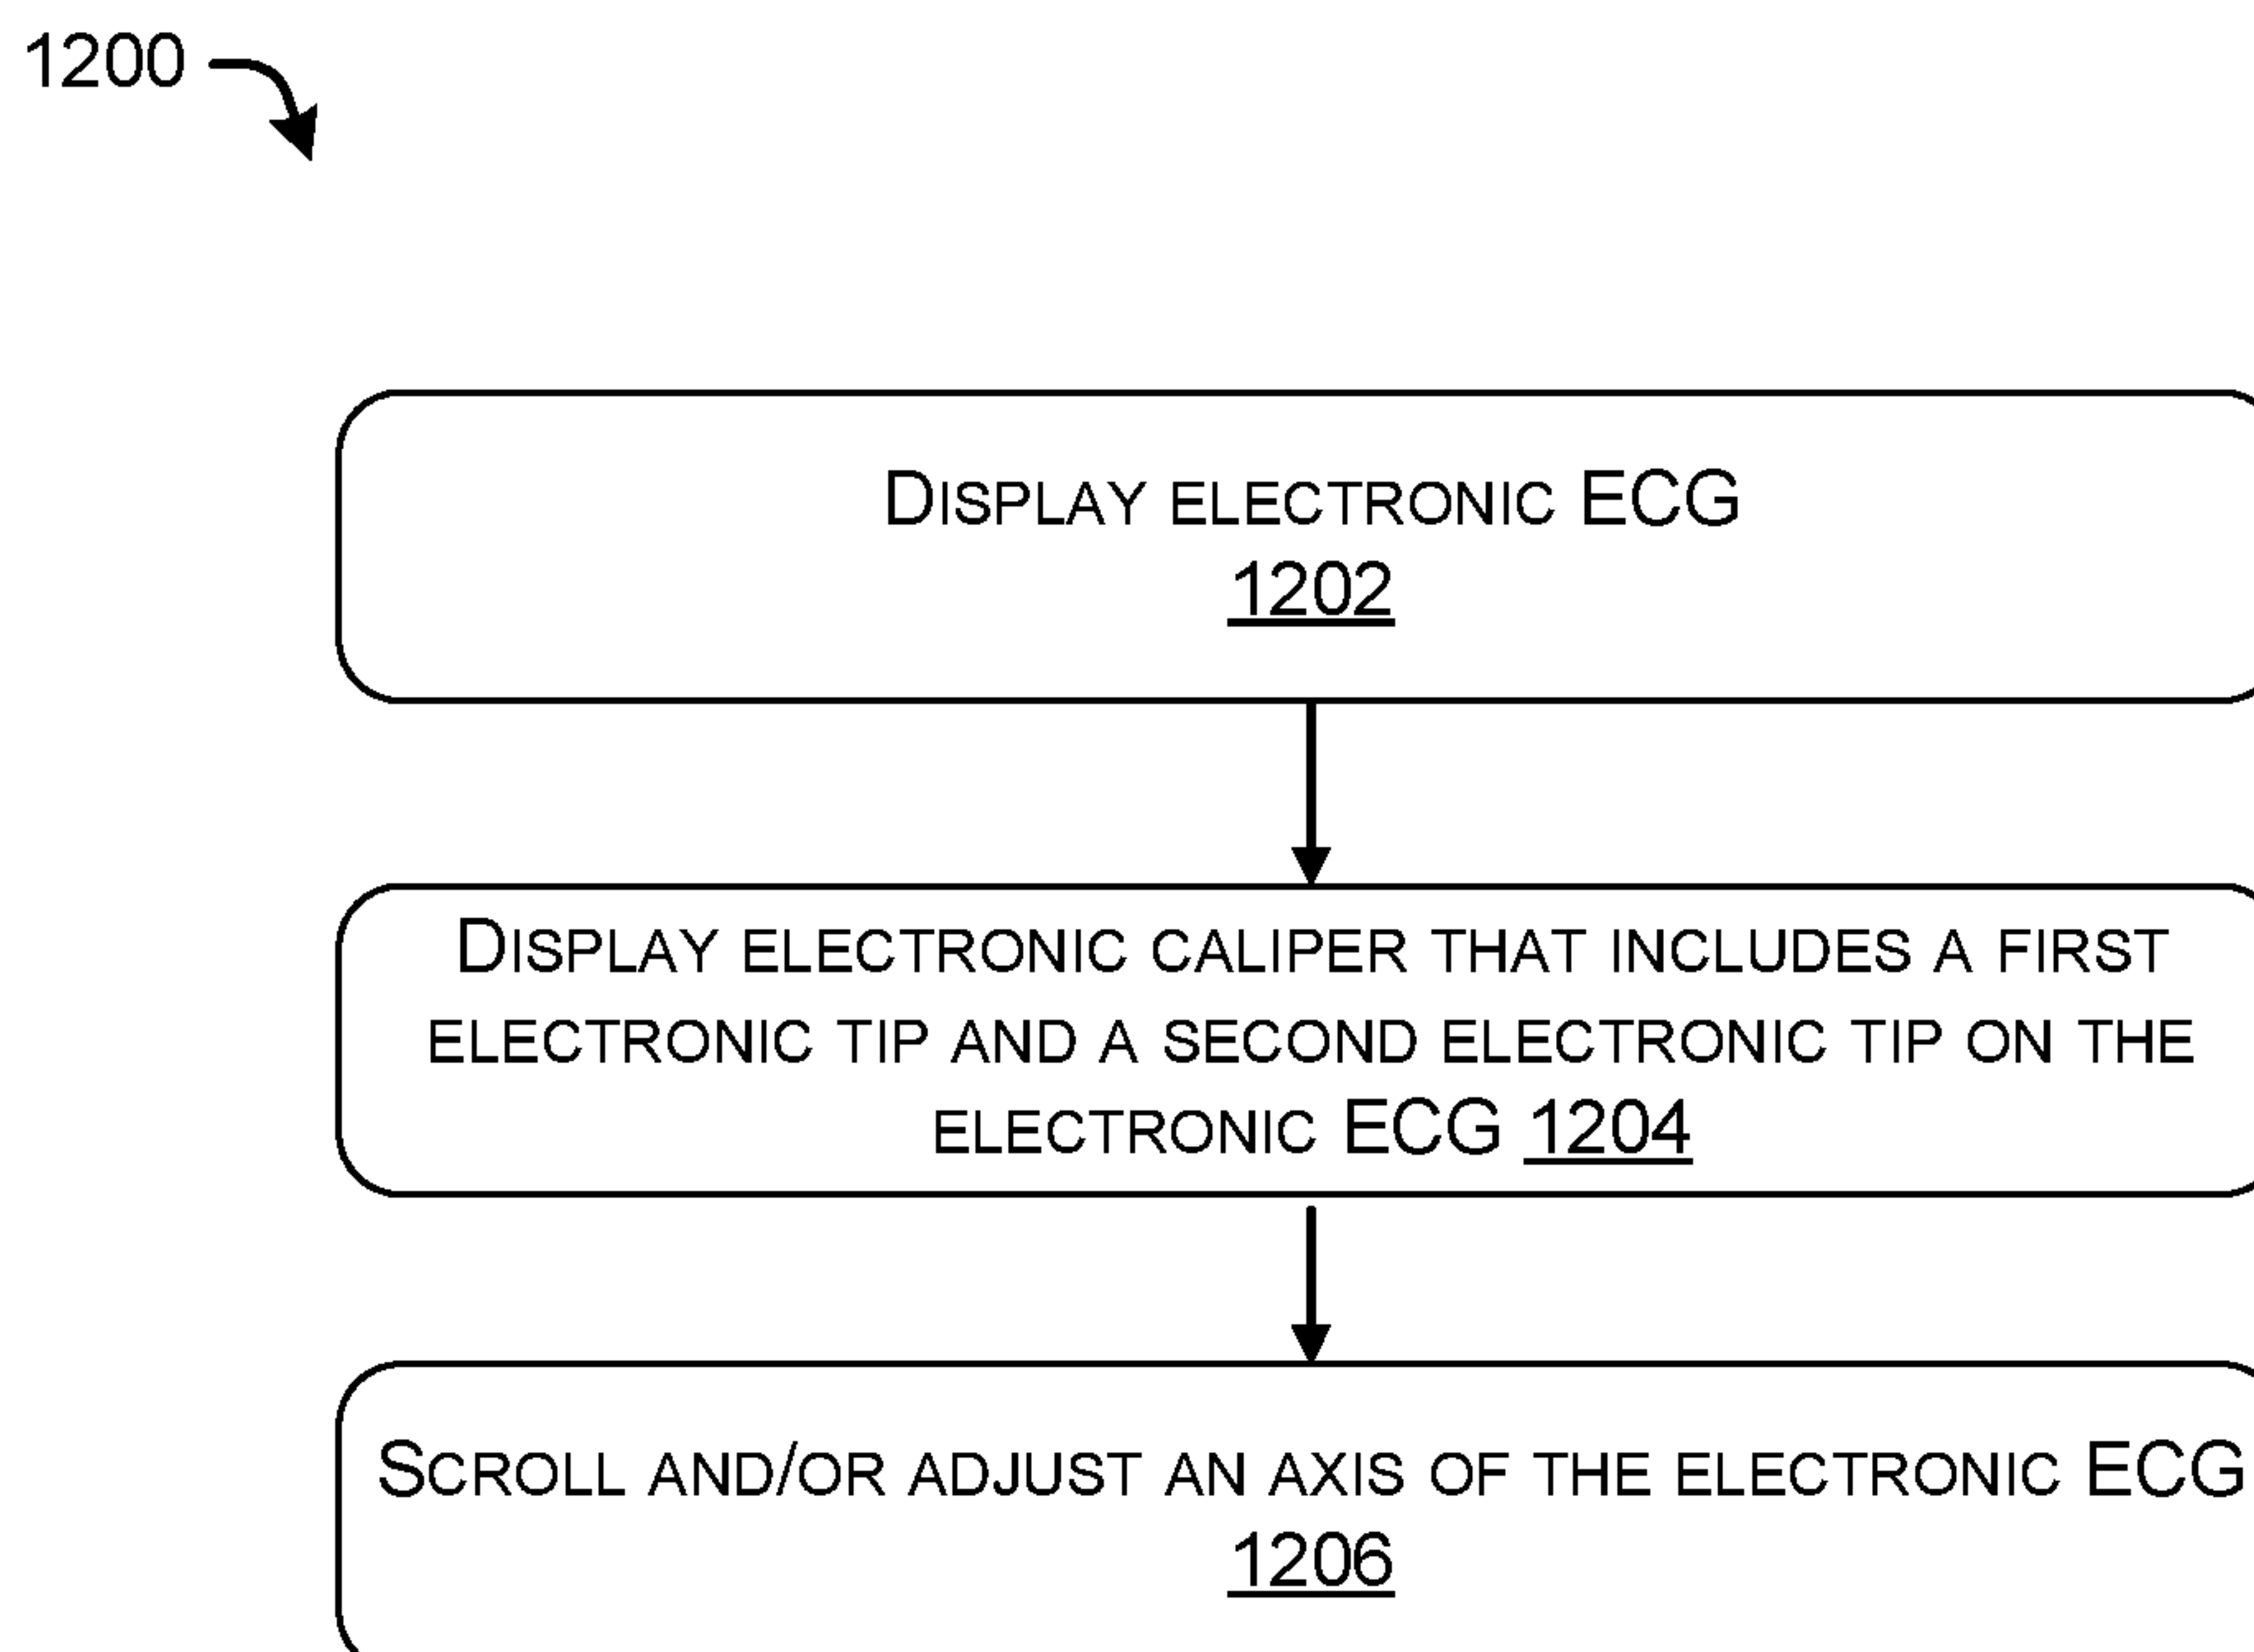 1200
Display electronic ECG
1202
Display electronic caliper that includes a first
electronic tip and a second electronic tip on the
electronic ECG 1204
Scroll and/or adjust an axis of the electronic ECG
1206